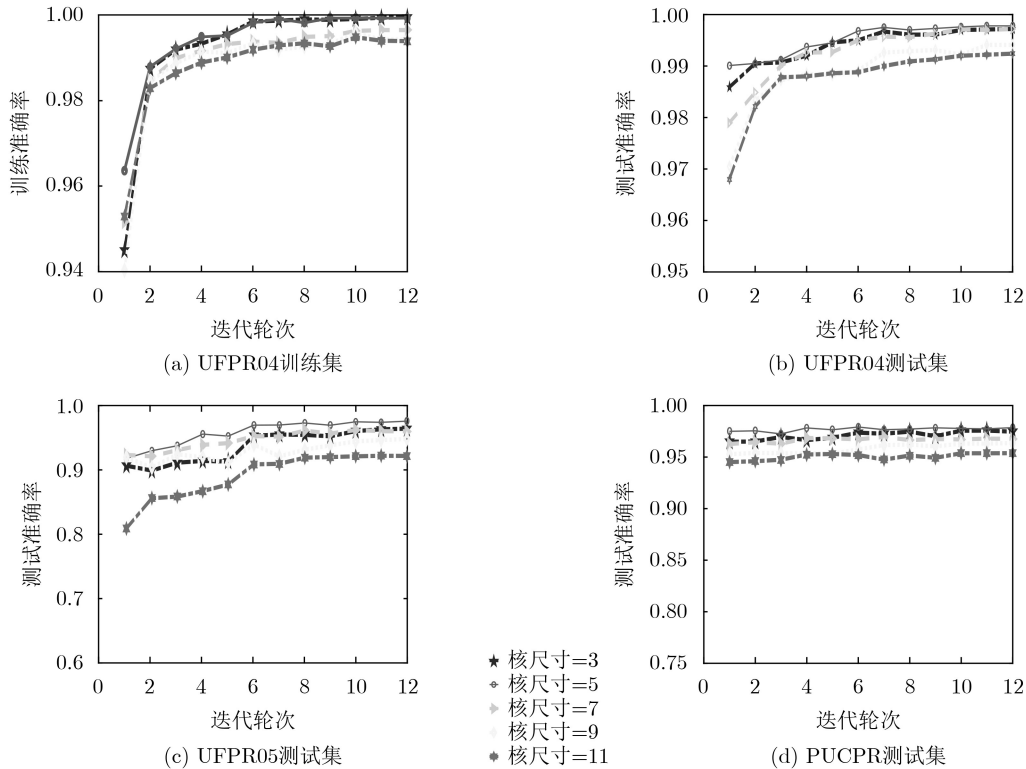 1.00
0.98
0.96
0.94
训练准确率
0 2 4 6 8 10 12
迭代轮次
(a) UFPR04训练集
1.00
0.99
0.98
0.97
0.96
0.95
测试准确率
0 2 4 6 8 10 12
迭代轮次
(b) UFPR04测试集
1.0
0.9
0.8
0.7
0.6
测试准确率
0 2 4 6 8 10 12
迭代轮次
(c) UFPR05测试集
核尺寸=3
核尺寸=5
核尺寸=7
核尺寸=9
核尺寸=11
1.00
0.95
0.90
0.85
0.80
0.75
测试准确率
0 2 4 6 8 10 12
迭代轮次
(d) PUCPR测试集